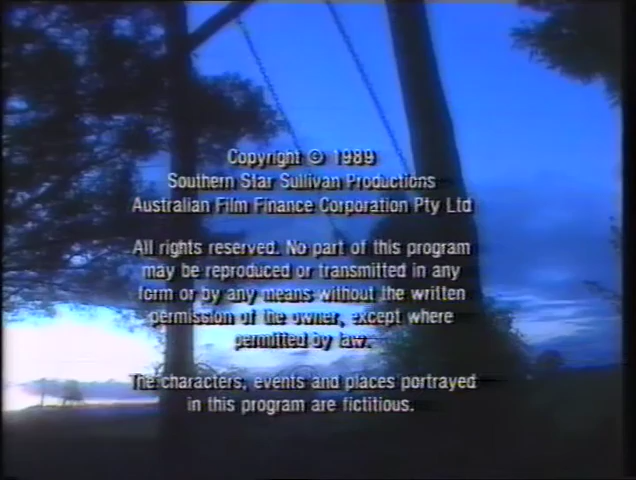 Copyright © 1989
Southern Star Sullivan Productions
Australian Film Finance Corporation Pty Ltd
All rights reserved. No part of this program
may be reproduced or transmitted in any
form or by any means without the written
permission of the owner, except where
permitted by law.
The characters, events and places portrayed
in this program are fictitious.